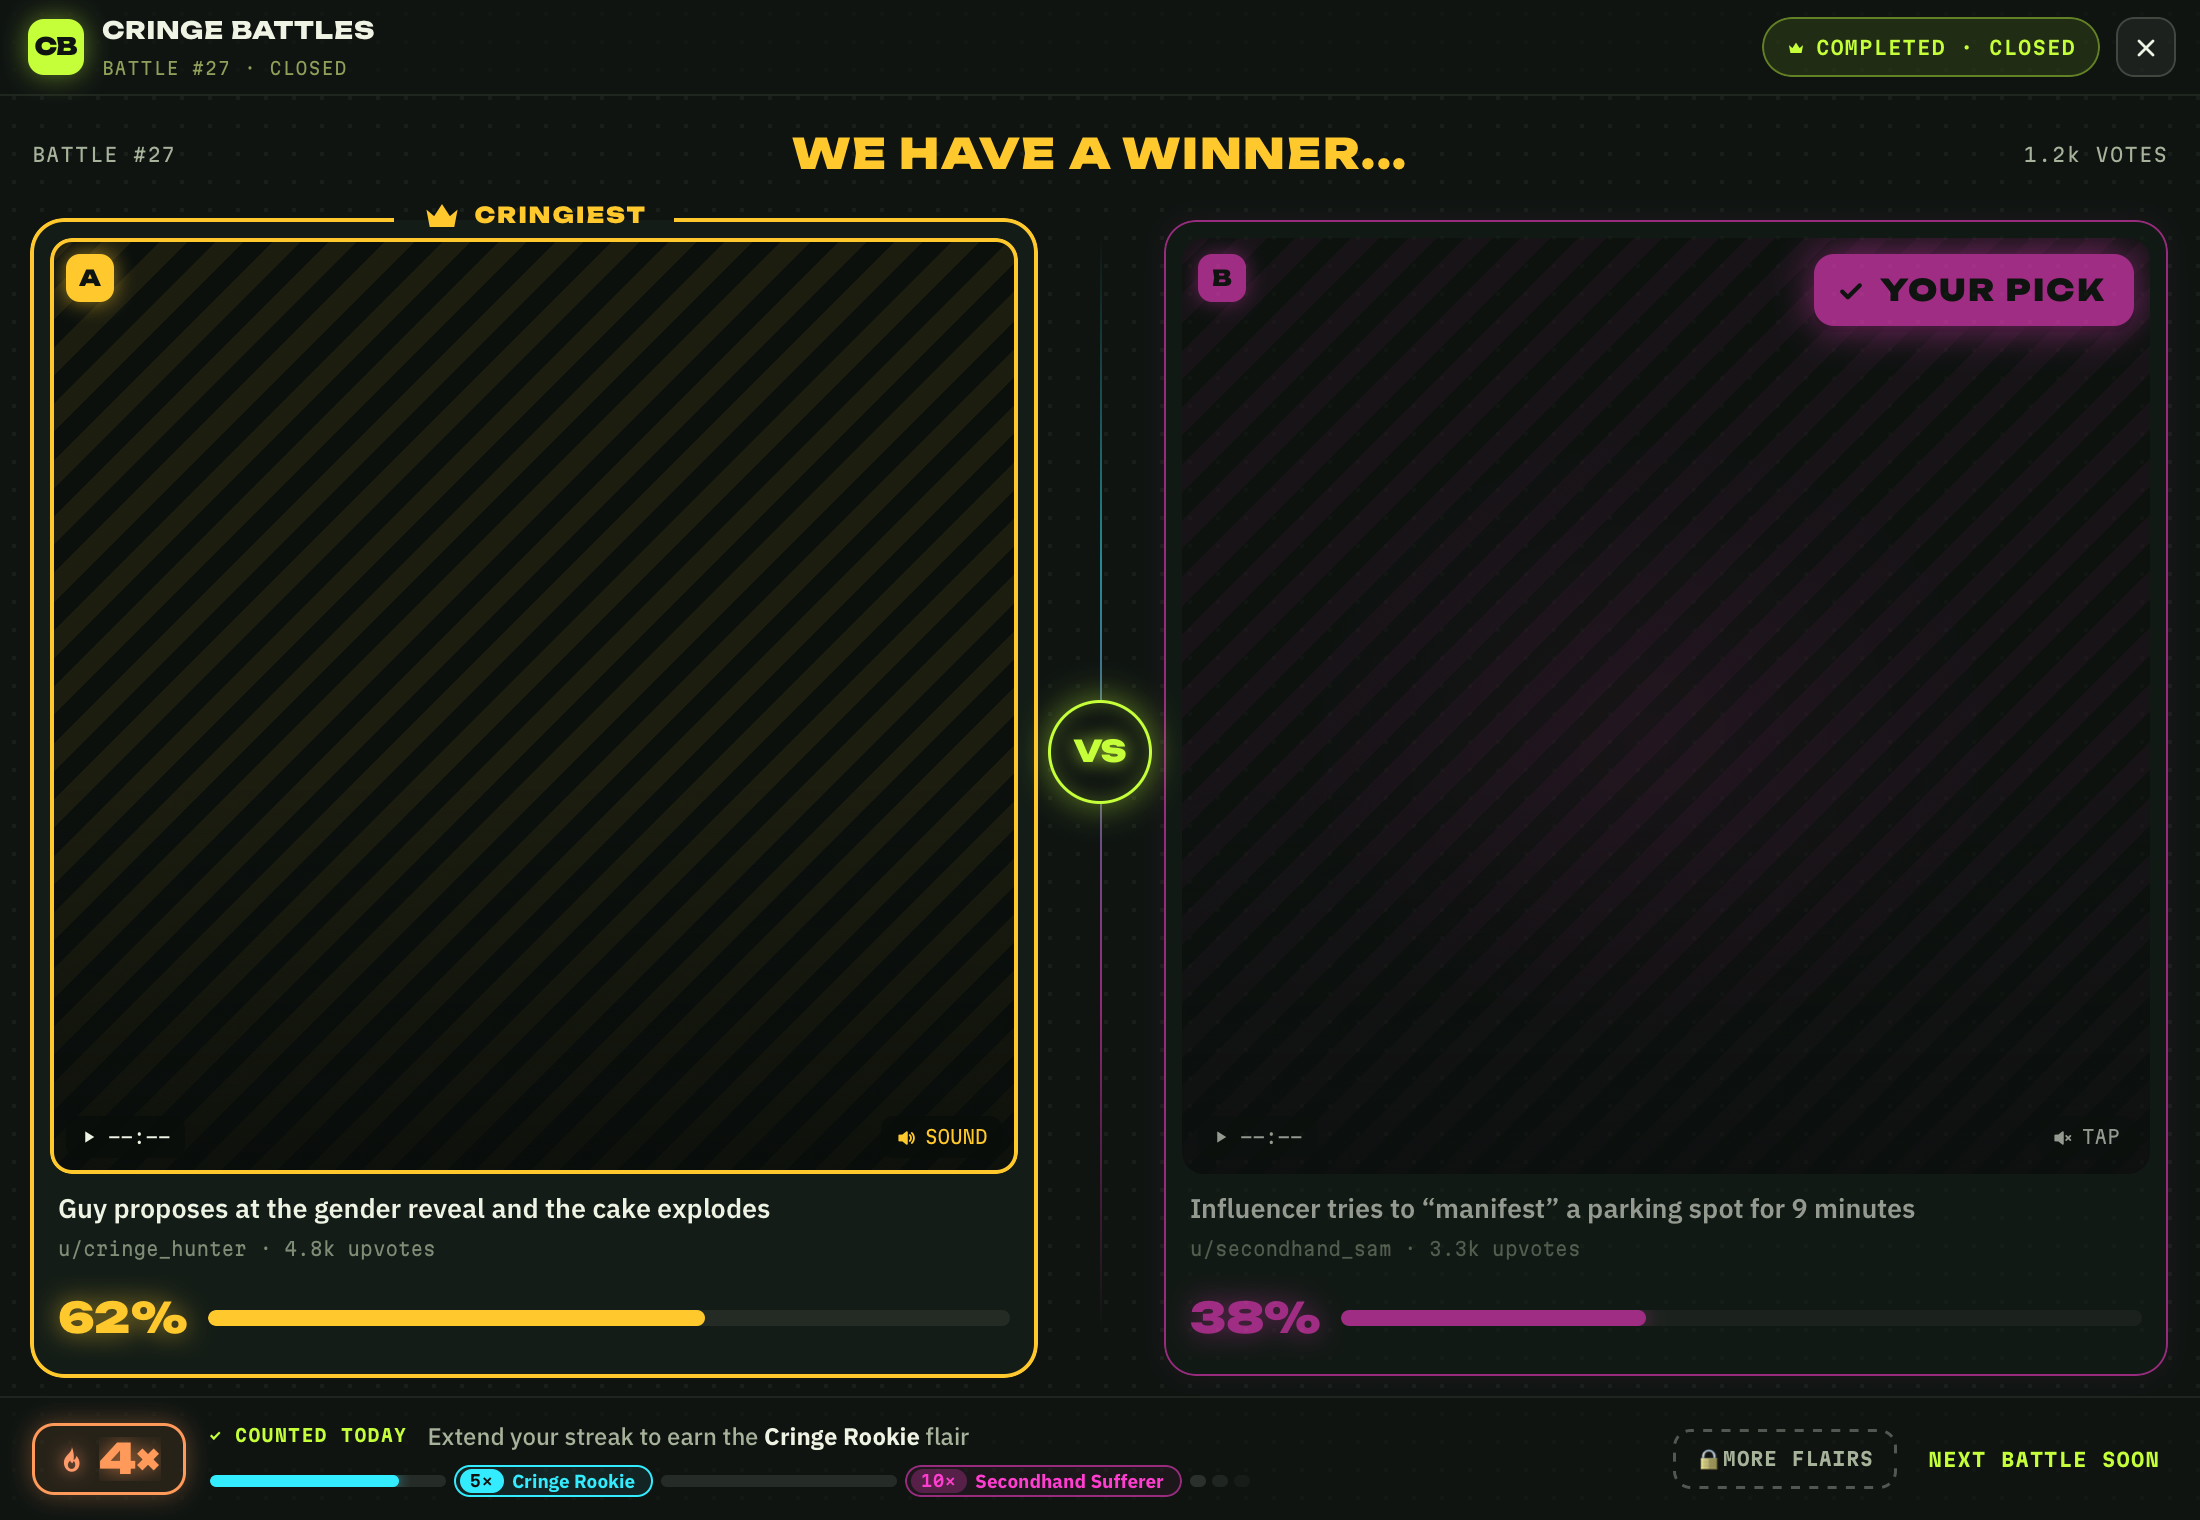 CB
CRINGE BATTLES
BATTLE #27 · CLOSED
COMPLETED · CLOSED
BATTLE #27
WE HAVE A WINNER...
1.2k VOTES
CRINGIEST
A
--:--
SOUND
Guy proposes at the gender reveal and the cake explodes
u/cringe_hunter · 4.8k upvotes
62%
VS
B
YOUR PICK
--:--
TAP
Influencer tries to “manifest” a parking spot for 9 minutes
u/secondhand_sam · 3.3k upvotes
38%
4×
COUNTED TODAY Extend your streak to earn the Cringe Rookie flair
5× Cringe Rookie
10× Secondhand Sufferer
MORE FLAIRS
NEXT BATTLE SOON